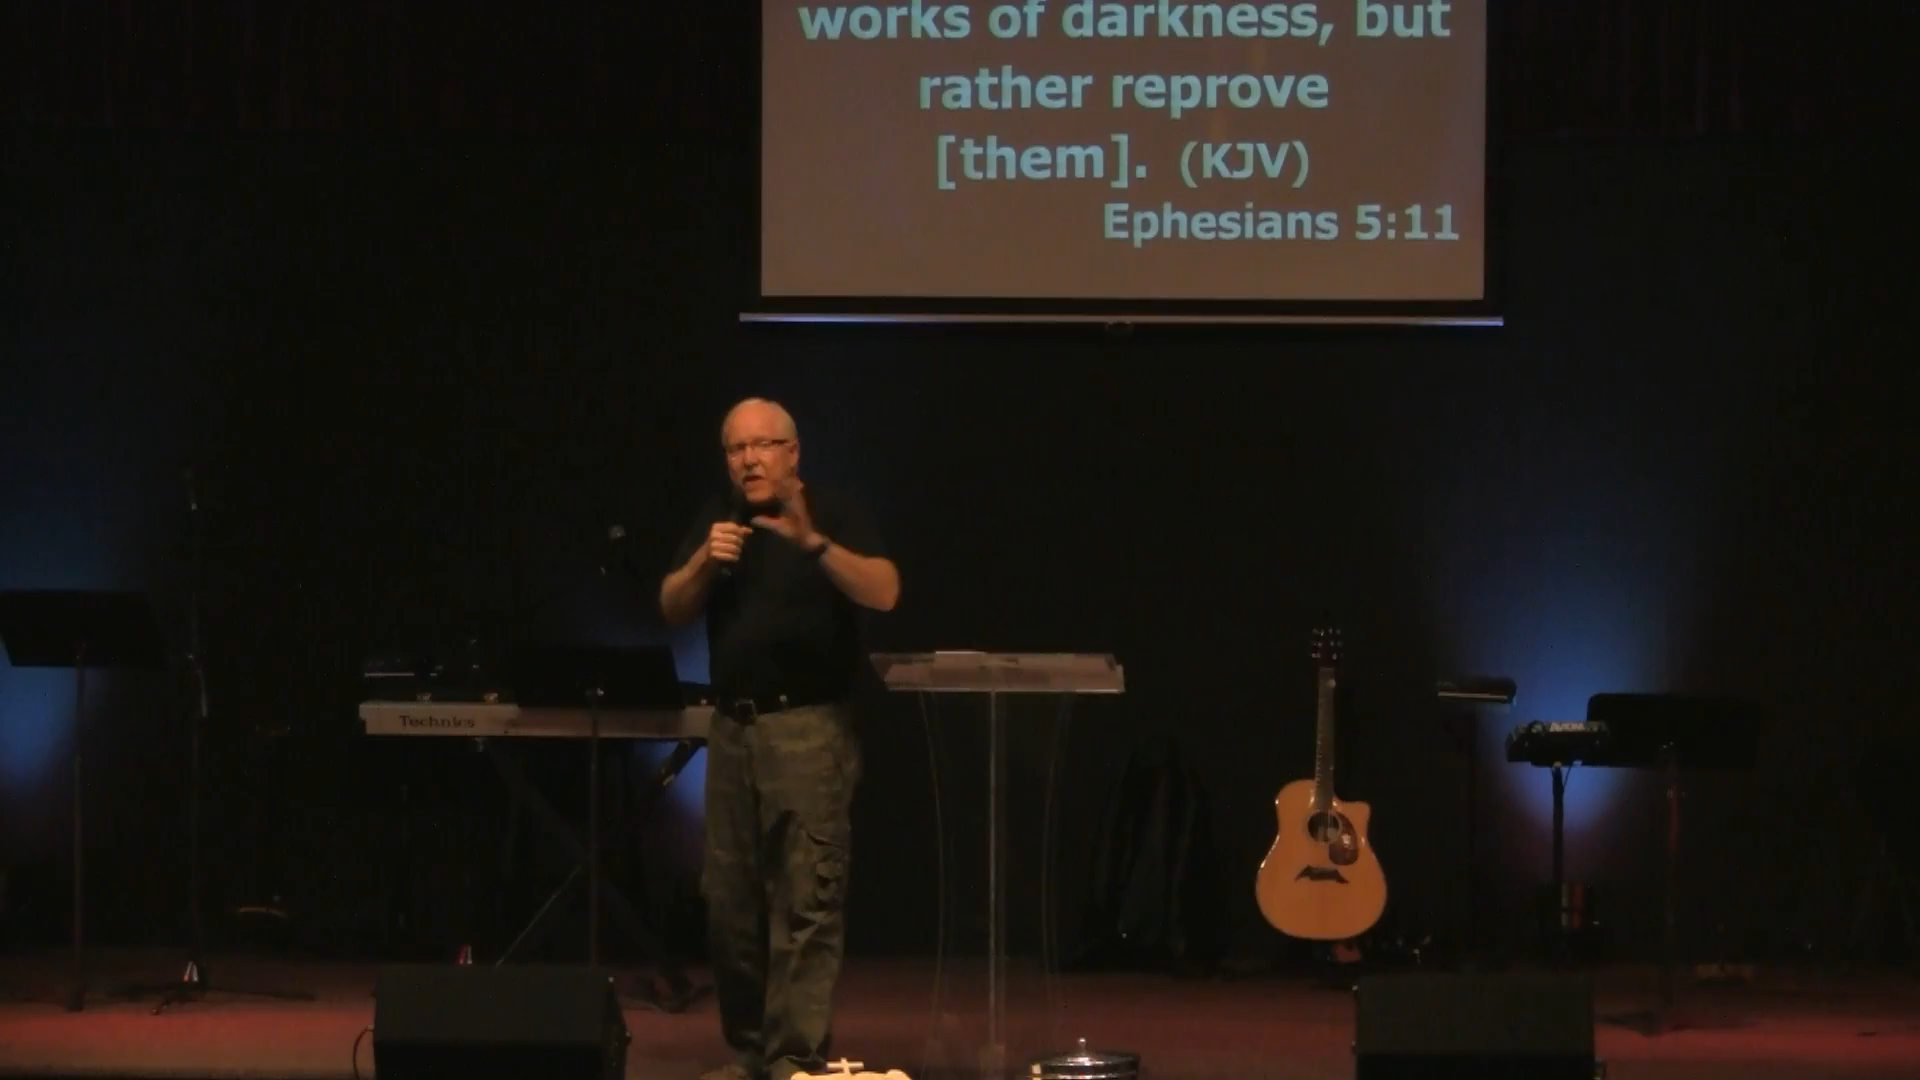 works of darkness, but
rather reprove
[them]. (KJV)
Ephesians 5:11
Technics